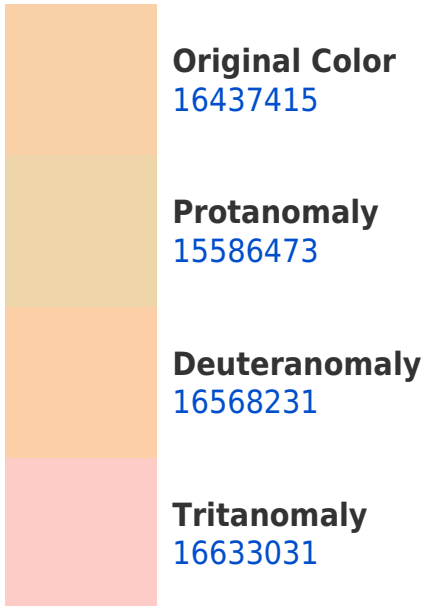 Original Color
16437415
Protanomaly
15586473
Deuteranomaly
16568231
Tritanomaly
16633031